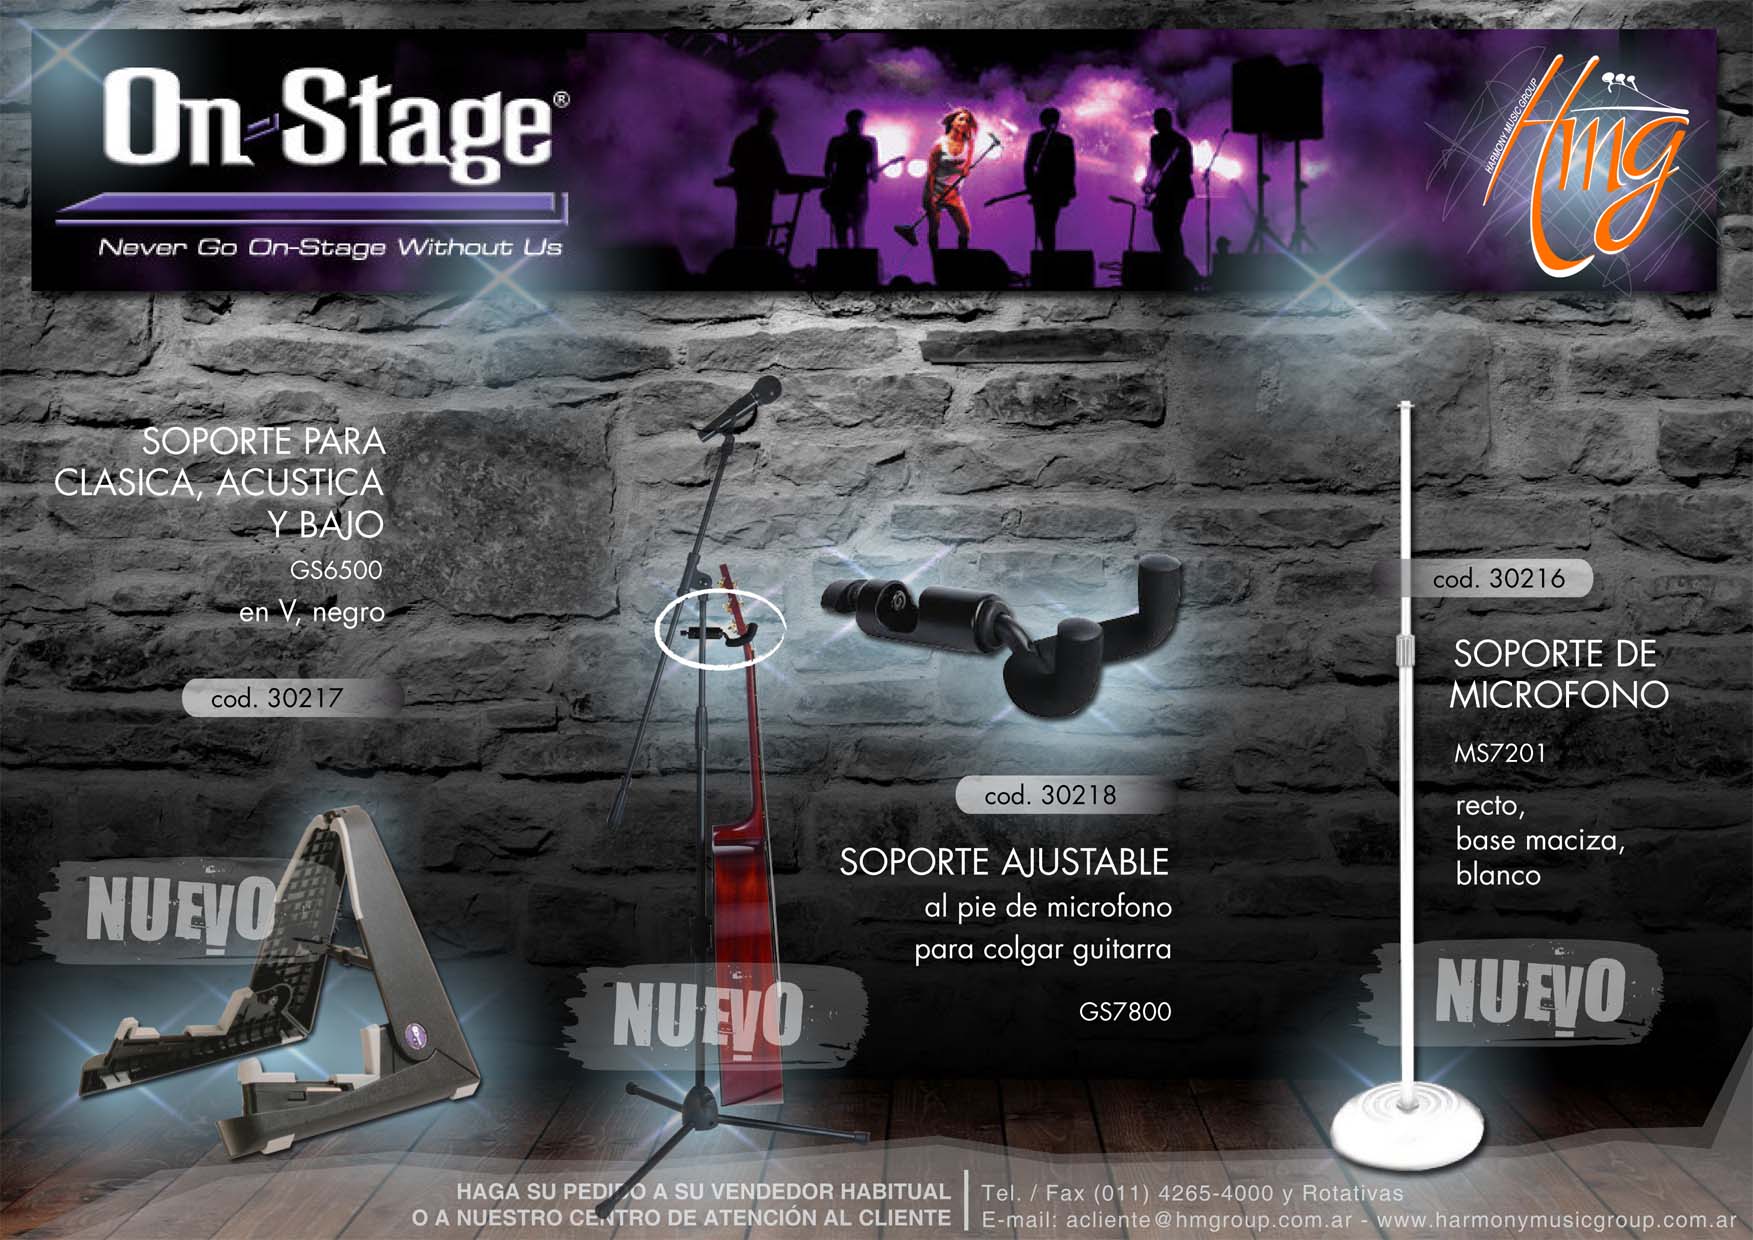 On-Stage®
Never Go On-Stage Without Us
HARMONY MUSIC GROUP
Hmg
SOPORTE PARA
CLASICA, ACUSTICA
Y BAJO
GS6500
en V, negro
cod. 30217
NUEVO
cod. 30218
SOPORTE AJUSTABLE
al pie de microfono
para colgar guitarra
GS7800
NUEVO
cod. 30216
SOPORTE DE
MICROFONO
MS7201
recto,
base maciza,
blanco
NUEVO
HAGA SU PEDIDO A SU VENDEDOR HABITUAL
O A NUESTRO CENTRO DE ATENCIÓN AL CLIENTE
Tel. / Fax (011) 4265-4000 y Rotativas
E-mail: acliente@hmgroup.com.ar - www.harmonymusicgroup.com.ar